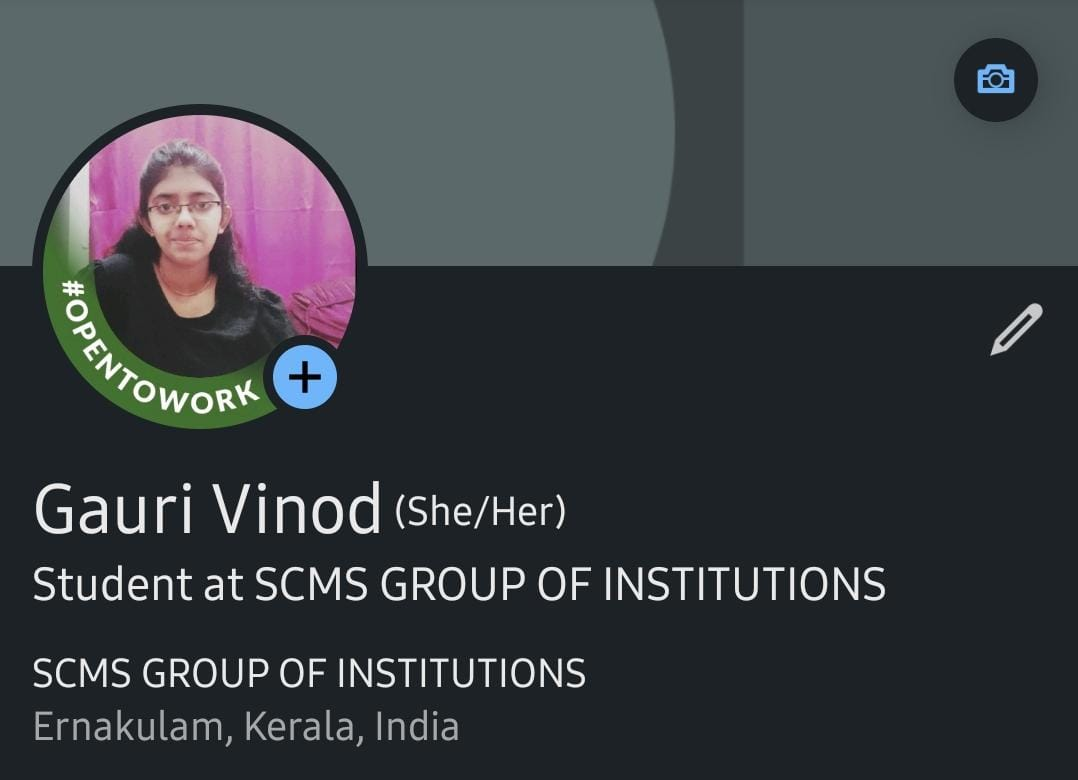 #OPENTOWORK
Gauri Vinod (She/Her)
Student at SCMS GROUP OF INSTITUTIONS
SCMS GROUP OF INSTITUTIONS
Ernakulam, Kerala, India